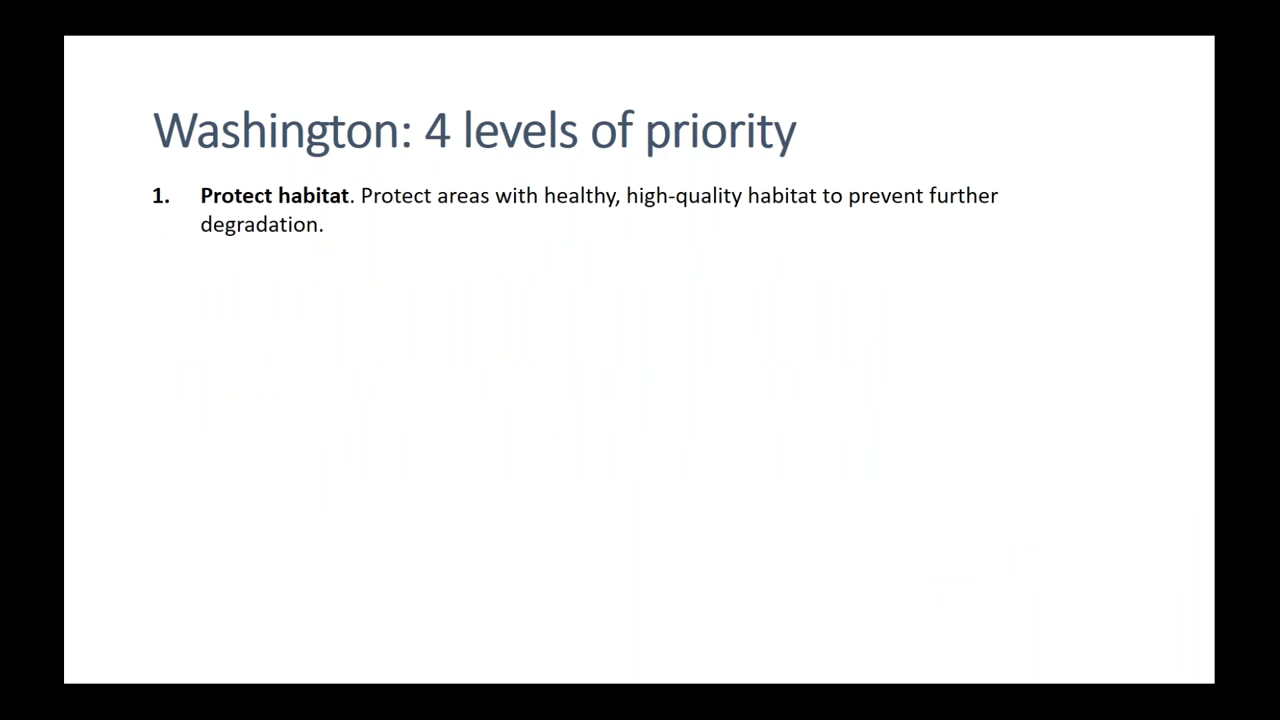 Washington: 4 levels of priority
1. Protect habitat. Protect areas with healthy, high-quality habitat to prevent further
degradation.